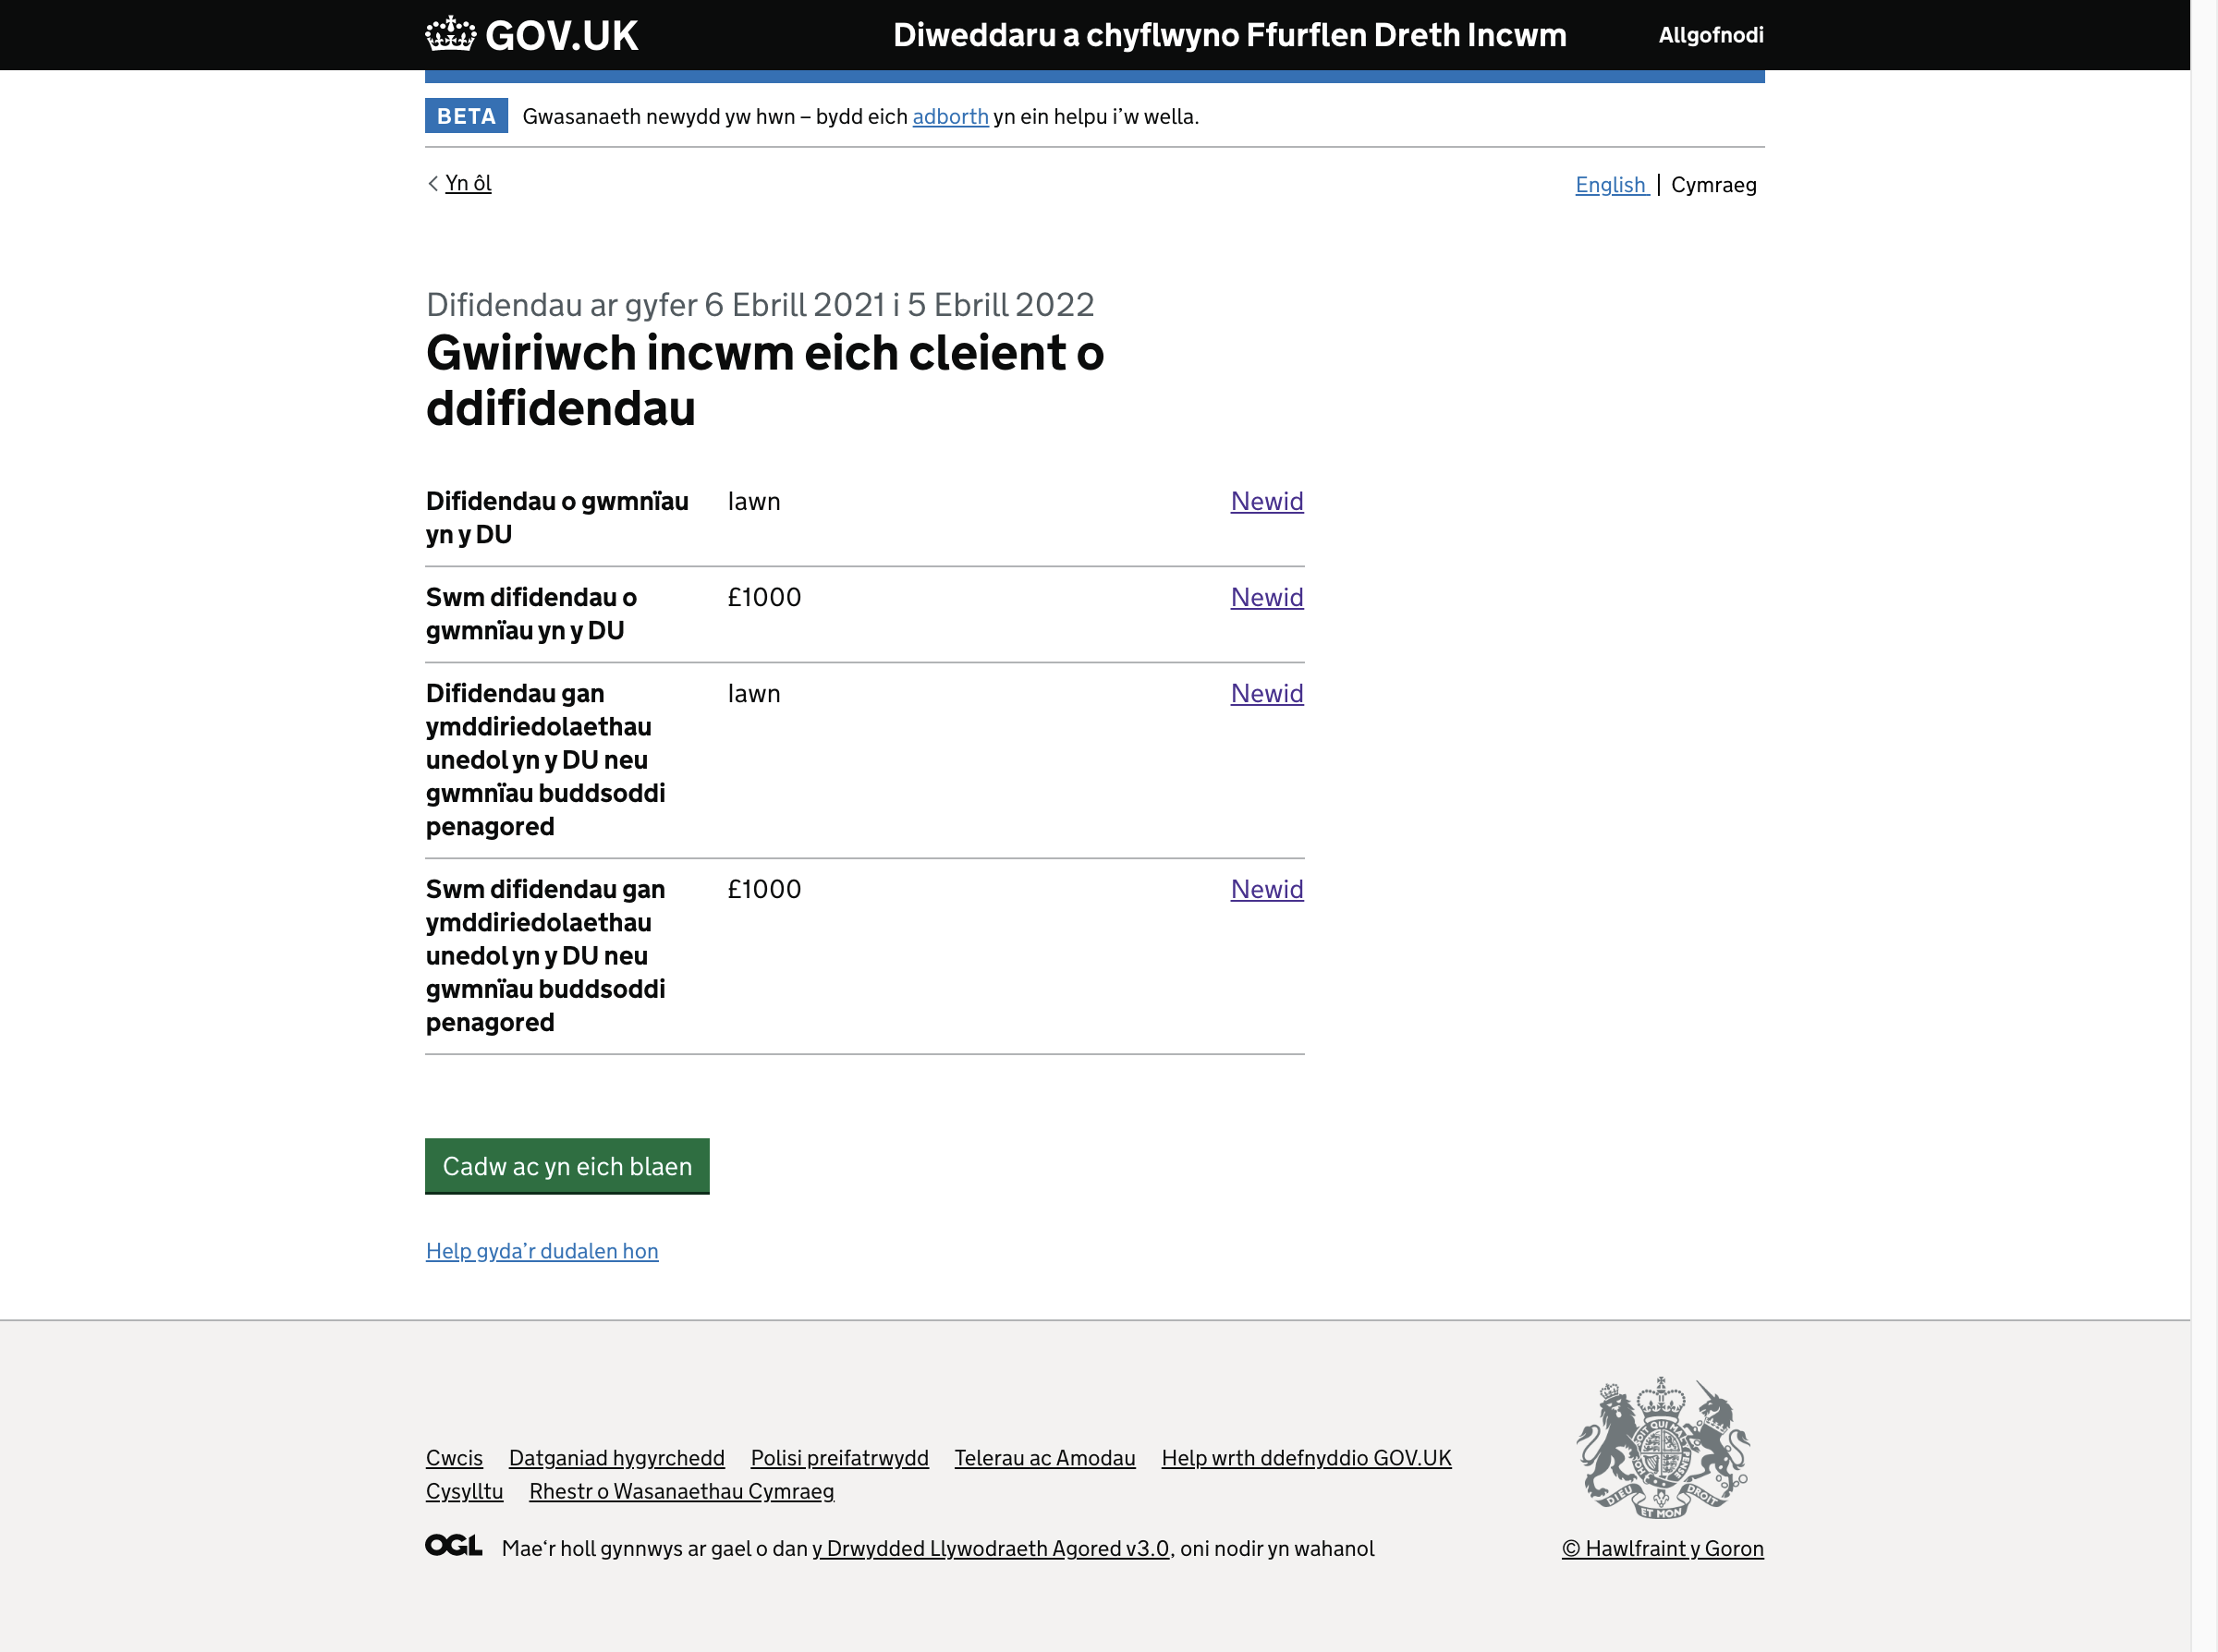 GOV.UK
Diweddaru a chyflwyno Ffurflen Dreth Incwm
Allgofnodi
BETA
Gwasanaeth newydd yw hwn – bydd eich adborth yn ein helpu i’w wella.
Yn ôl
English | Cymraeg
Difidendau ar gyfer 6 Ebrill 2021 i 5 Ebrill 2022
Gwiriwch incwm eich cleient o
ddifidendau
Difidendau o gwmnïau
yn y DU
Iawn
Newid
Swm difidendau o
gwmnïau yn y DU
£1000
Newid
Difidendau gan
ymddiriedolaethau
unedol yn y DU neu
gwmnïau buddsoddi
penagored
Iawn
Newid
Swm difidendau gan
ymddiriedolaethau
unedol yn y DU neu
gwmnïau buddsoddi
penagored
£1000
Newid
Cadw ac yn eich blaen
Help gyda’r dudalen hon
Cwcis Datganiad hygyrchedd Polisi preifatrwydd Telerau ac Amodau Help wrth ddefnyddio GOV.UK
Cysylltu Rhestr o Wasanaethau Cymraeg
OGL Mae‘r holl gynnwys ar gael o dan y Drwydded Llywodraeth Agored v3.0, oni nodir yn wahanol
DIEU ET MON DROIT
© Hawlfraint y Goron